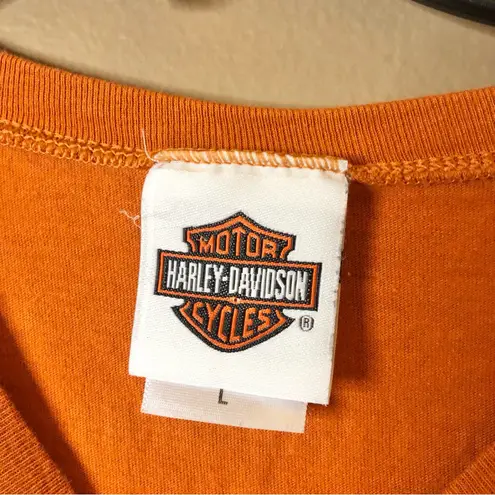 MOTOR
HARLEY-DAVIDSON
CYCLES
®
L